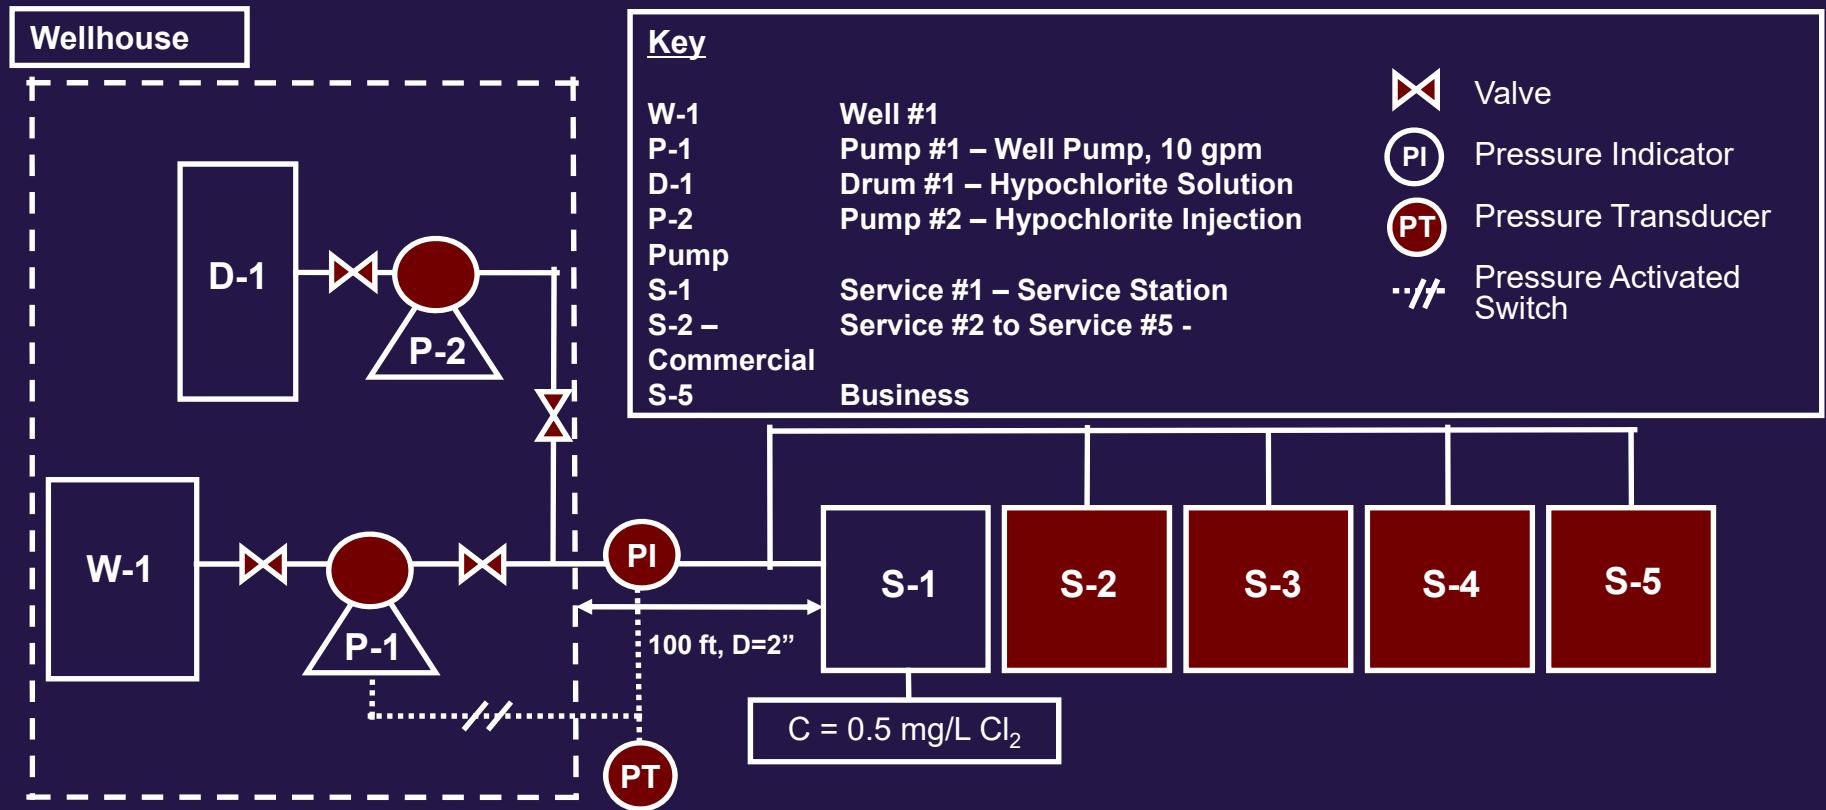 Wellhouse
Key
W-1 Well #1
P-1 Pump #1 – Well Pump, 10 gpm
D-1 Drum #1 – Hypochlorite Solution
P-2 Pump #2 – Hypochlorite Injection
Pump
S-1 Service #1 – Service Station
S-2 – Service #2 to Service #5 -
Commercial
S-5 Business
Valve
PI Pressure Indicator
PT Pressure Transducer
Pressure Activated
Switch
D-1
P-2
W-1
P-1
PI
S-1
S-2
S-3
S-4
S-5
100 ft, D=2”
C = 0.5 mg/L Cl₂
PT